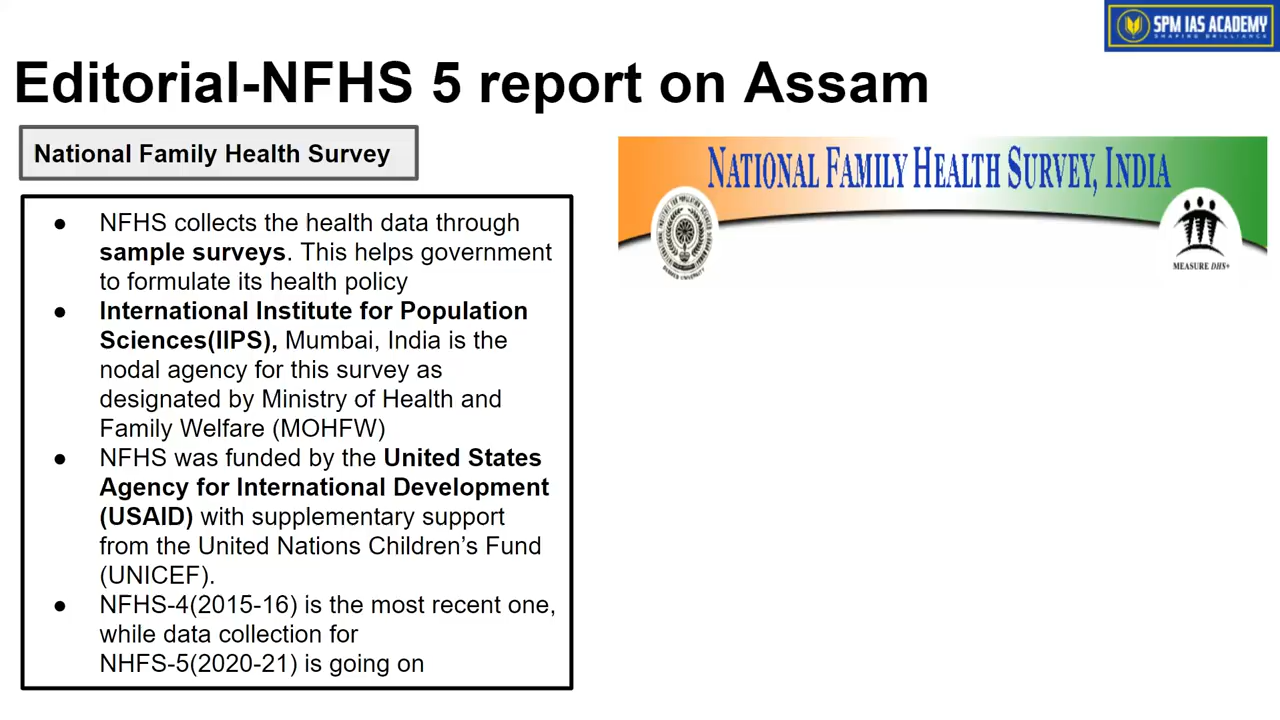 SPM IAS ACADEMY
SHAPING BRILLIANCE
Editorial-NFHS 5 report on Assam
National Family Health Survey
● NFHS collects the health data through
sample surveys. This helps government
to formulate its health policy
● International Institute for Population
Sciences(IIPS), Mumbai, India is the
nodal agency for this survey as
designated by Ministry of Health and
Family Welfare (MOHFW)
● NFHS was funded by the United States
Agency for International Development
(USAID) with supplementary support
from the United Nations Children’s Fund
(UNICEF).
● NFHS-4(2015-16) is the most recent one,
while data collection for
NHFS-5(2020-21) is going on
NATIONAL FAMILY HEALTH SURVEY, INDIA
MEASURE DHS+